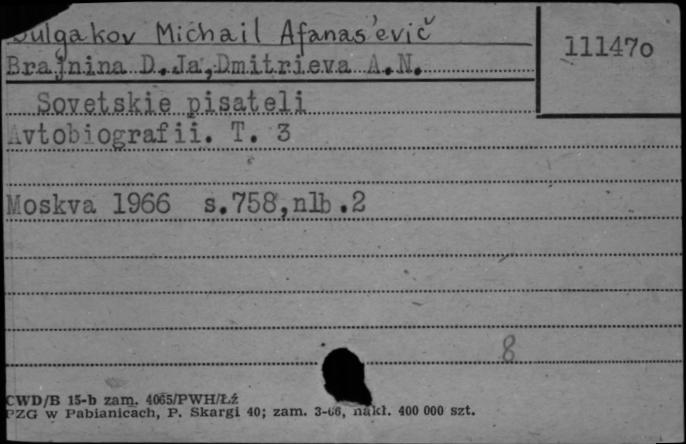 Bulgakov Michail Afanas'evič
111470
Brajnina D.Ja,Dmitrieva A.N.
Sovetskie pisateli
Avtobiografii. T. 3
Moskva 1966 s.758,nlb.2
8
CWD/B 15-b zam. 4065/PWH/Łź
PZG w Pabianicach, P. Skargi 40; zam. 3-66, nakł. 400 000 szt.